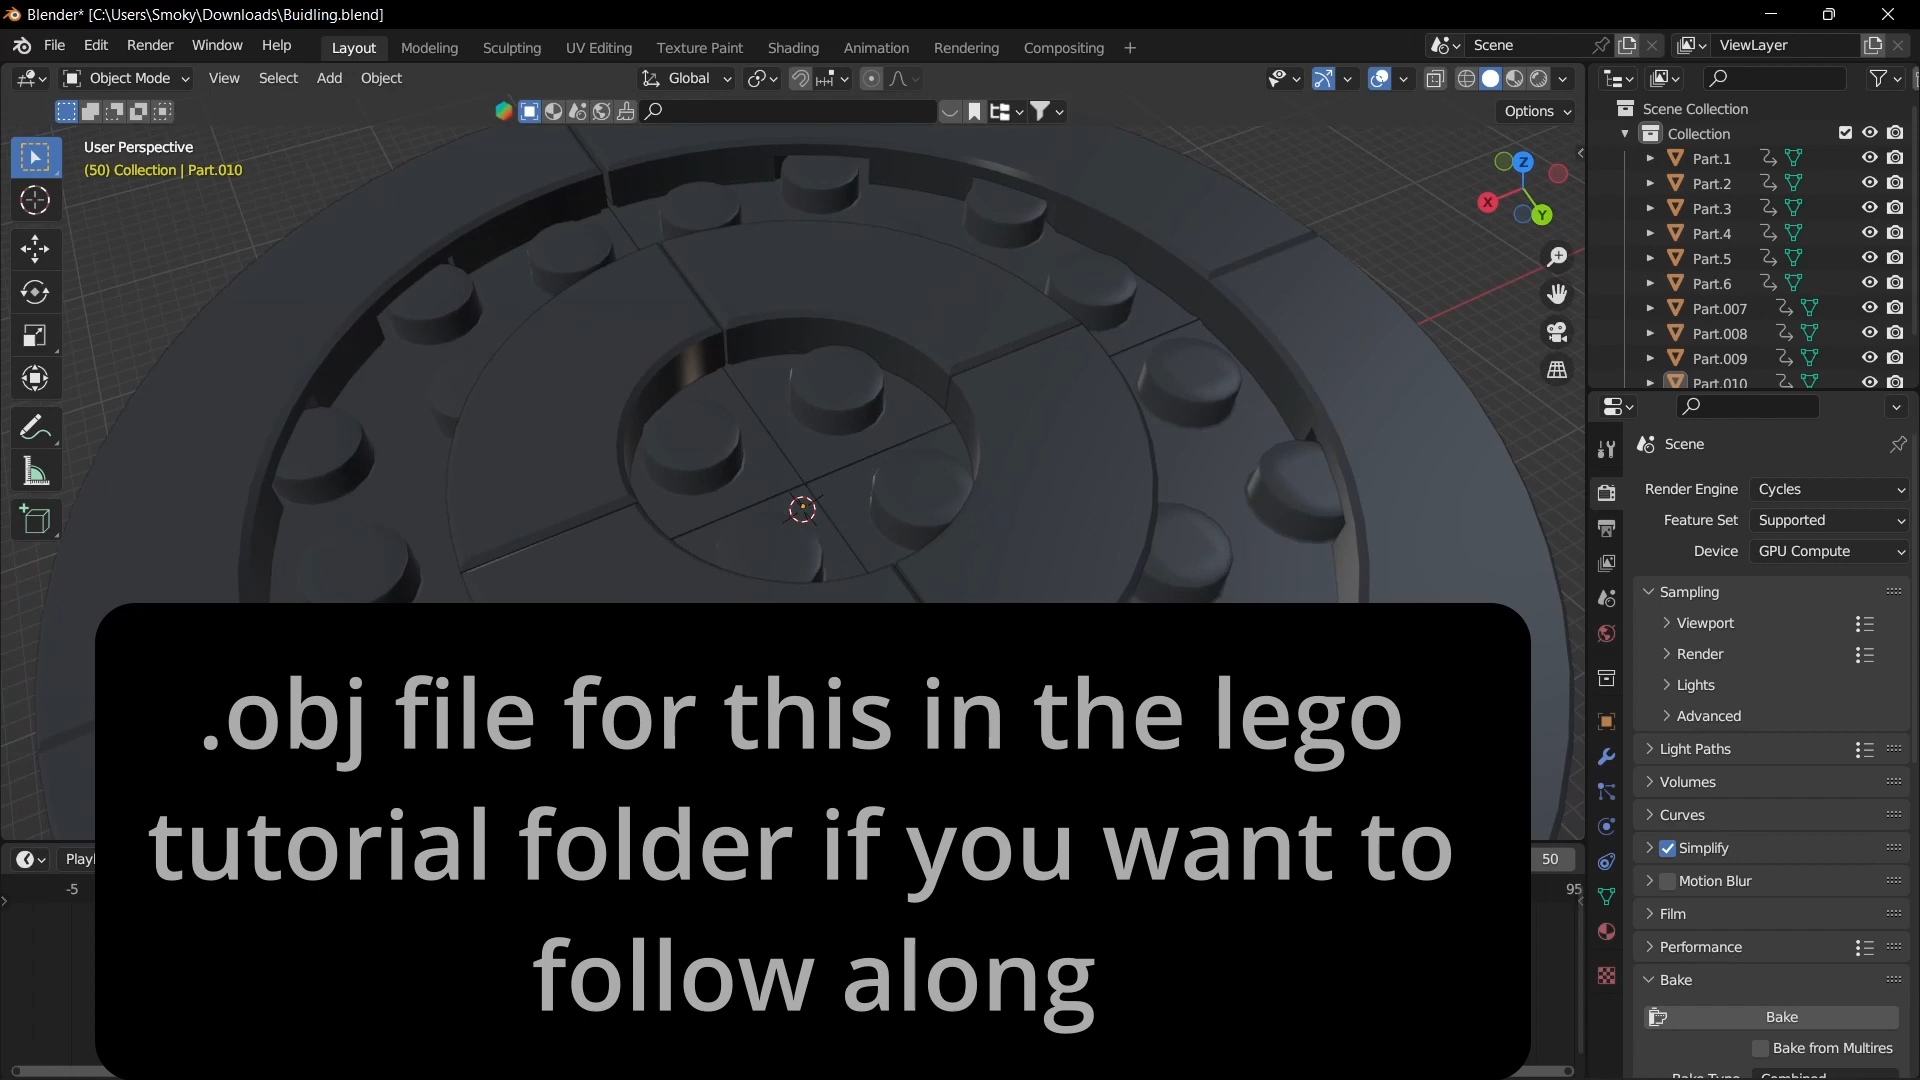 Blender* [C:\Users\Smoky\Downloads\Buidling.blend]
File Edit Render Window Help Layout Modeling Sculpting UV Editing Texture Paint Shading Animation Rendering Compositing + Scene ViewLayer
Object Mode View Select Add Object Global
Options
User Perspective
(50) Collection | Part.010
Z
X
Y
Scene Collection
Collection
Part.1
Part.2
Part.3
Part.4
Part.5
Part.6
Part.007
Part.008
Part.009
Part.010
Scene
Render Engine Cycles
Feature Set Supported
Device GPU Compute
Sampling
Viewport
Render
Lights
Advanced
Light Paths
Volumes
Curves
Simplify
Motion Blur
Film
Performance
Bake
Bake
Bake from Multires
Bake Type Combined
50
-5 95
.obj file for this in the lego
tutorial folder if you want to
follow along